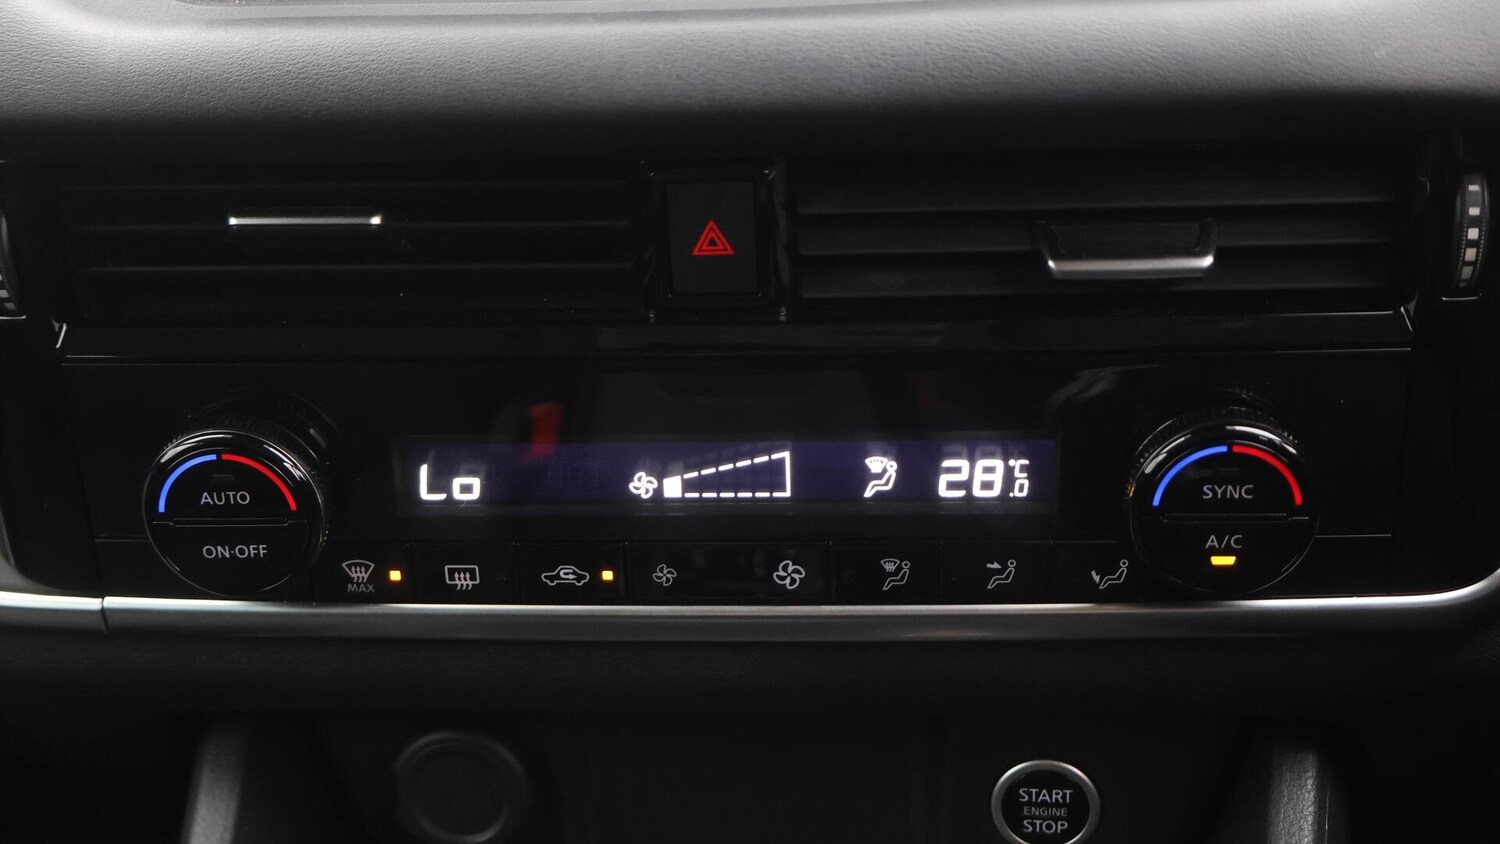 Lo
28.0 °C
AUTO
ON·OFF
SYNC
A/C
MAX
START
ENGINE
STOP